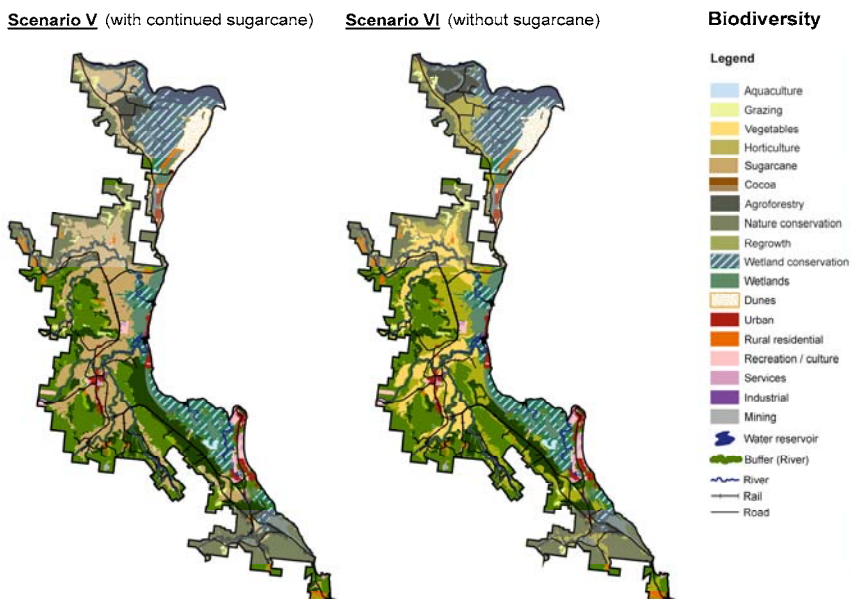 Scenario V (with continued sugarcane)
Scenario VI (without sugarcane)
Biodiversity
Legend
Aquaculture
Grazing
Vegetables
Horticulture
Sugarcane
Cocoa
Agroforestry
Nature conservation
Regrowth
Wetland conservation
Wetlands
Dunes
Urban
Rural residential
Recreation / culture
Services
Industrial
Mining
Water reservoir
Buffer (River)
River
Rail
Road